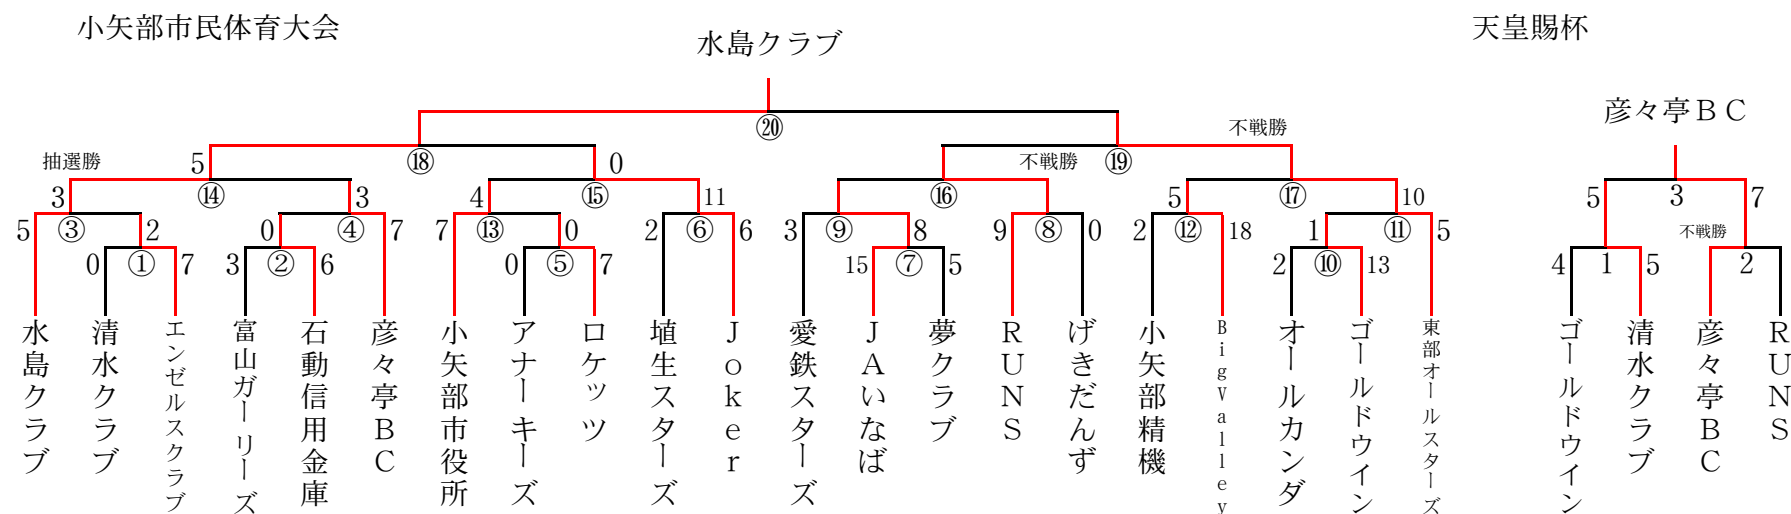 小矢部市民体育大会
天皇賜杯
水島クラブ
彦々亭ＢＣ
⑳
不戦勝
抽選勝
5
⑱
0
不戦勝
⑲
3
⑭
3
4
⑮
11
⑯
5
⑰
10
5
3
7
5
③
2
0
④
7
7
⑬
0
2
⑥
6
3
⑨
8
9
⑧
0
2
⑫
18
1
⑪
5
不戦勝
0
①
7
3
②
6
0
⑤
7
15
⑦
5
2
⑩
13
4
1
5
2
水島クラブ
清水クラブ
エンゼルスクラブ
富山ガーリーズ
石動信用金庫
彦々亭ＢＣ
小矢部市役所
アナーキーズ
ロケッツ
埴生スターズ
Ｊｏｋｅｒ
愛鉄スターズ
ＪＡいなば
夢クラブ
ＲＵＮＳ
げきだんず
小矢部精機
BigValley
オールカンダ
ゴールドウイン
東部オールスターズ
ゴールドウイン
清水クラブ
彦々亭ＢＣ
ＲＵＮＳ